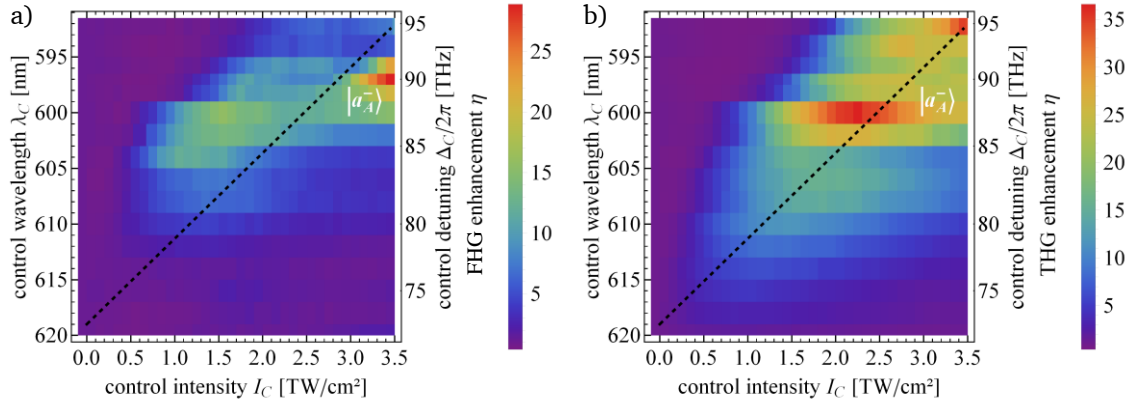 a)
control wavelength λ_C [nm]
595
600
605
610
615
620
0.0 0.5 1.0 1.5 2.0 2.5 3.0 3.5
control intensity I_C [TW/cm²]
|a_A^-⟩
95
90
85
80
75
control detuning Δ_C/2π [THz]
FHG enhancement η
25
20
15
10
5
b)
control wavelength λ_C [nm]
595
600
605
610
615
620
0.0 0.5 1.0 1.5 2.0 2.5 3.0 3.5
control intensity I_C [TW/cm²]
|a_A^-⟩
95
90
85
80
75
control detuning Δ_C/2π [THz]
THG enhancement η
35
30
25
20
15
10
5